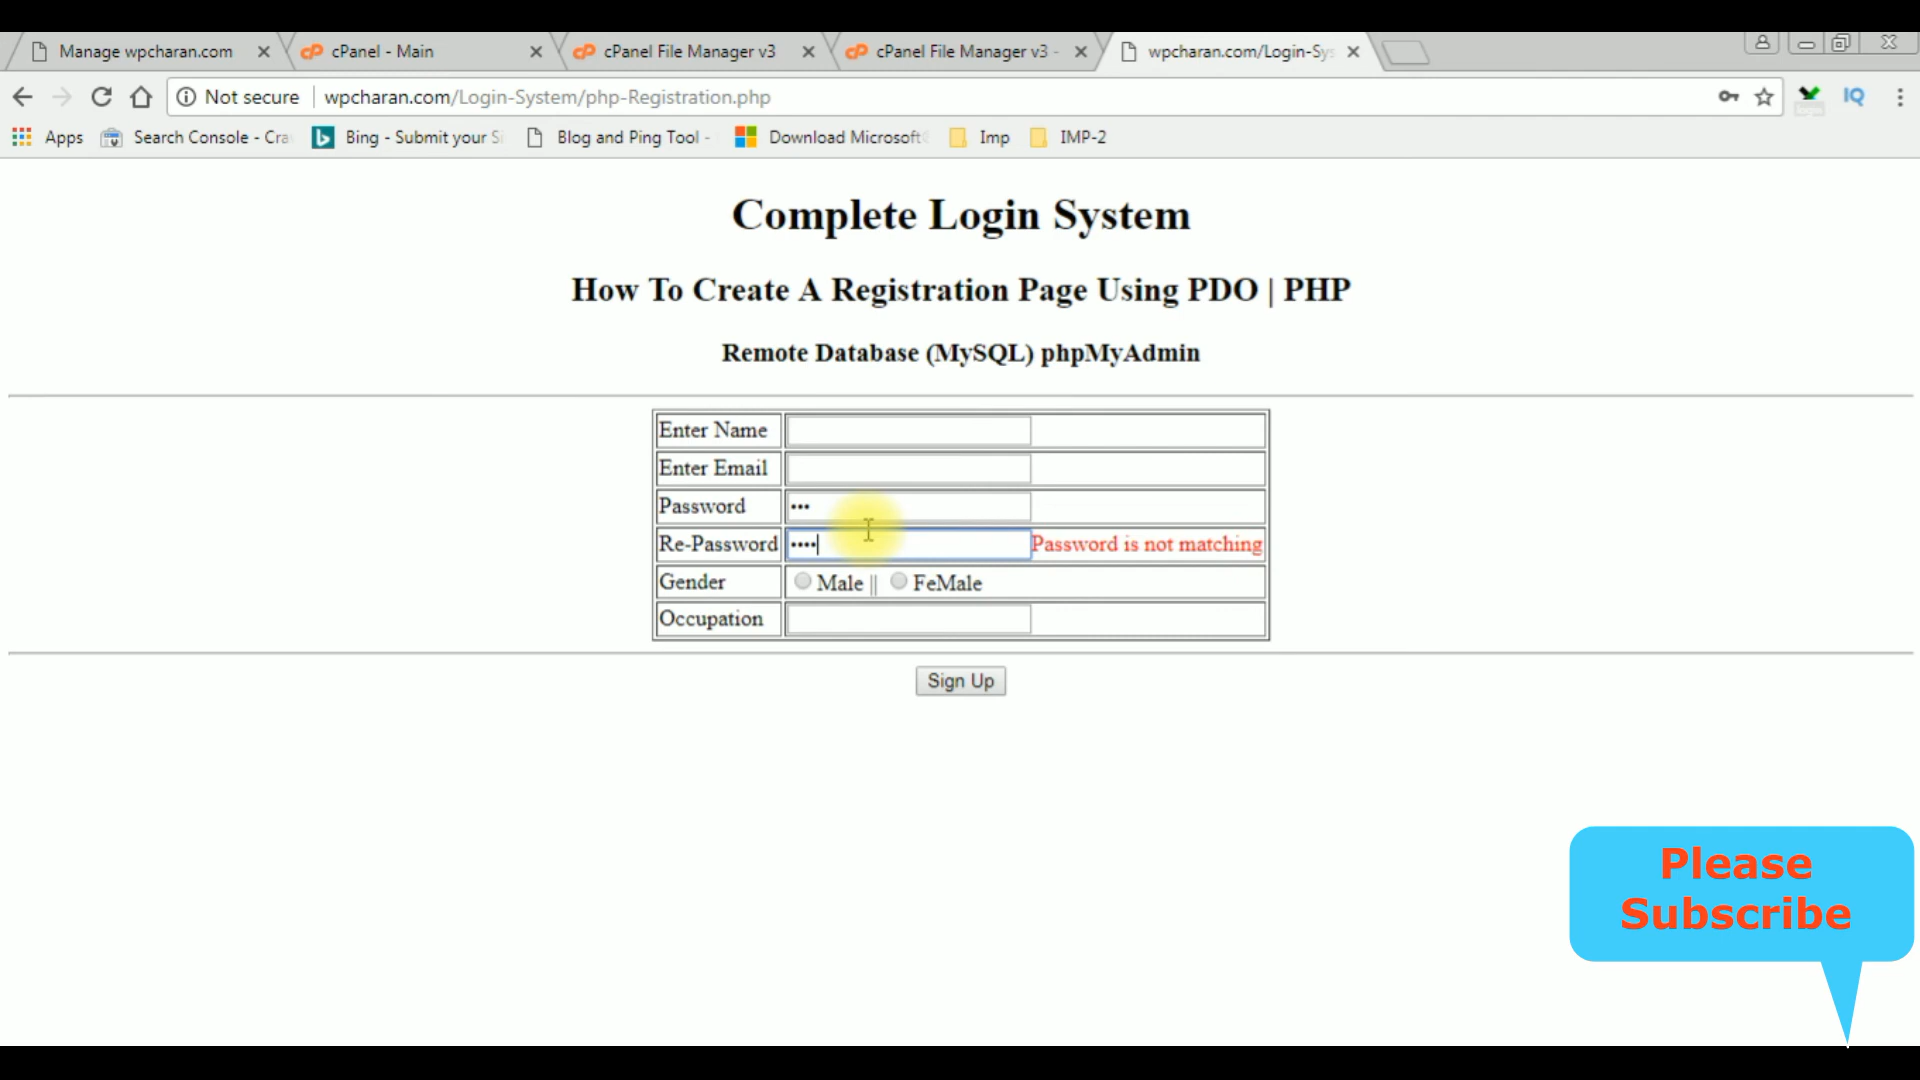 Manage wpcharan.com
cPanel - Main
cPanel File Manager v3
cPanel File Manager v3 -
wpcharan.com/Login-Sys
Not secure
wpcharan.com/Login-System/php-Registration.php
IQ
Apps
Search Console - Cra
Bing - Submit your S
Blog and Ping Tool -
Download Microsoft
Imp
IMP-2
Complete Login System
How To Create A Registration Page Using PDO | PHP
Remote Database (MySQL) phpMyAdmin
Enter Name
Enter Email
Password •••
Re-Password •••• Password is not matching
Gender Male || FeMale
Occupation
Sign Up
Please
Subscribe